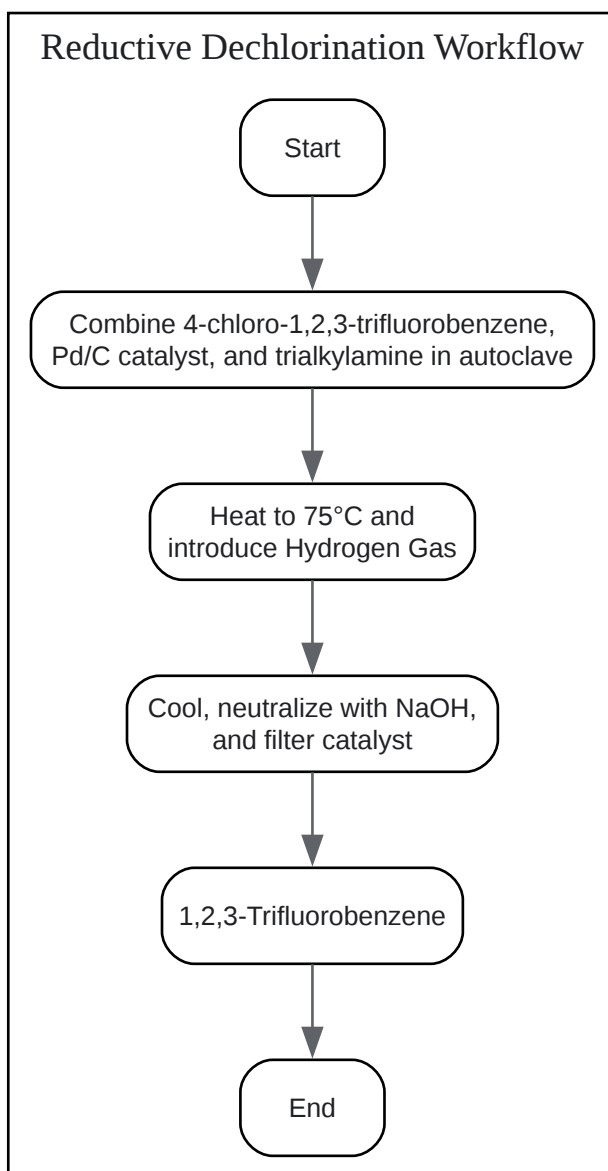 Reductive Dechlorination Workflow
Start
Combine 4-chloro-1,2,3-trifluorobenzene,
Pd/C catalyst, and trialkylamine in autoclave
Heat to 75°C and
introduce Hydrogen Gas
Cool, neutralize with NaOH,
and filter catalyst
1,2,3-Trifluorobenzene
End